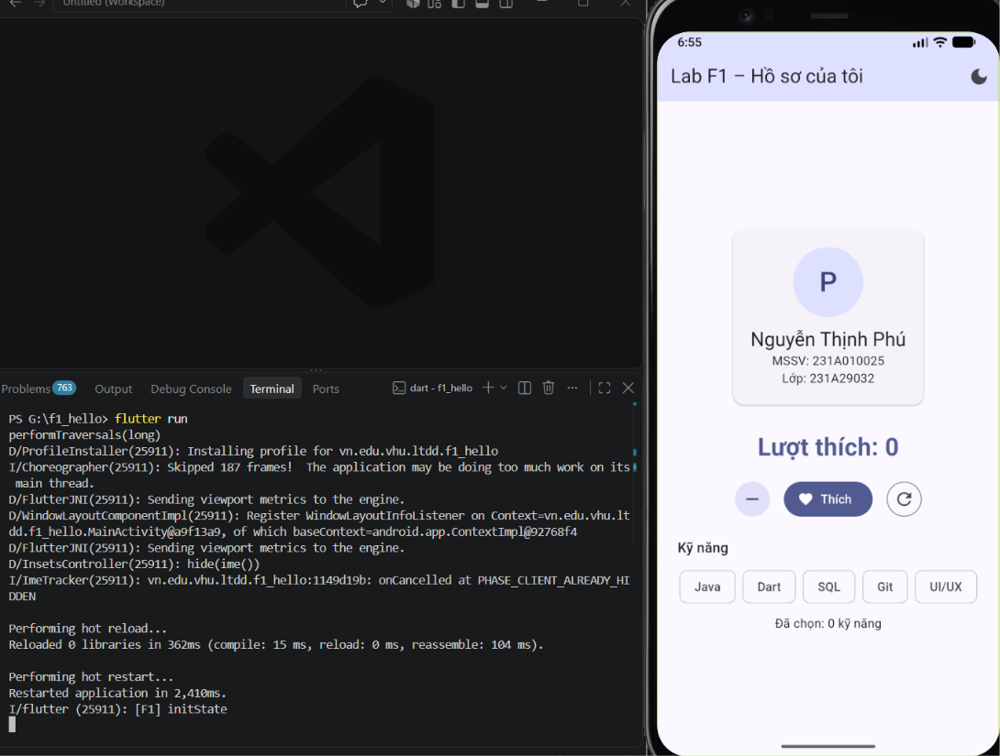 Untitled (Workspace)
Problems 763 Output Debug Console Terminal Ports
dart - f1_hello
PS G:\f1_hello> flutter run
performTraversals(long)
D/ProfileInstaller(25911): Installing profile for vn.edu.vhu.ltdd.f1_hello
I/Choreographer(25911): Skipped 187 frames!  The application may be doing too much work on its
 main thread.
D/FlutterJNI(25911): Sending viewport metrics to the engine.
D/WindowLayoutComponentImpl(25911): Register WindowLayoutInfoListener on Context=vn.edu.vhu.lt
dd.f1_hello.MainActivity@a9f13a9, of which baseContext=android.app.ContextImpl@92768f4
D/FlutterJNI(25911): Sending viewport metrics to the engine.
D/InsetsController(25911): hide(ime())
I/ImeTracker(25911): vn.edu.vhu.ltdd.f1_hello:1149d19b: onCancelled at PHASE_CLIENT_ALREADY_HI
DDEN
Performing hot reload...
Reloaded 0 libraries in 362ms (compile: 15 ms, reload: 0 ms, reassemble: 104 ms).
Performing hot restart...
Restarted application in 2,410ms.
I/flutter (25911): [F1] initState
6:55
Lab F1 – Hồ sơ của tôi
P
Nguyễn Thịnh Phú
MSSV: 231A010025
Lớp: 231A29032
Lượt thích: 0
Thích
Kỹ năng
Java Dart SQL Git UI/UX
Đã chọn: 0 kỹ năng